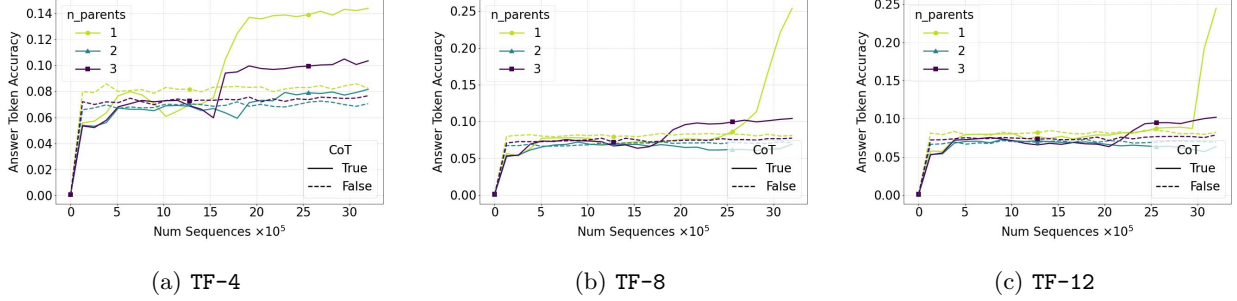 Answer Token Accuracy
0.14
0.12
0.10
0.08
0.06
0.04
0.02
0.00
n_parents
1
2
3
CoT
True
False
0 5 10 15 20 25 30
Num Sequences ×10⁵
(a) TF-4
Answer Token Accuracy
0.25
0.20
0.15
0.10
0.05
0.00
n_parents
1
2
3
CoT
True
False
0 5 10 15 20 25 30
Num Sequences ×10⁵
(b) TF-8
Answer Token Accuracy
0.25
0.20
0.15
0.10
0.05
0.00
n_parents
1
2
3
CoT
True
False
0 5 10 15 20 25 30
Num Sequences ×10⁵
(c) TF-12